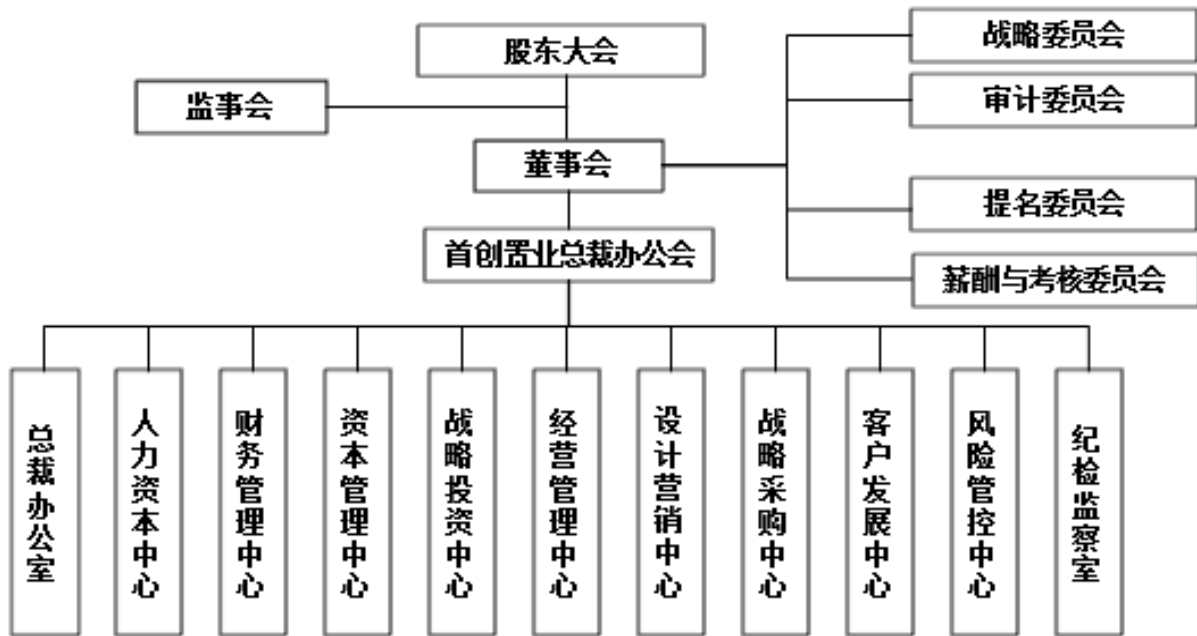 股东大会
战略委员会
监事会
审计委员会
董事会
提名委员会
首创置业总裁办公会
薪酬与考核委员会
总裁办公室
人力资本中心
财务管理中心
资本管理中心
战略投资中心
经营管理中心
设计营销中心
战略采购中心
客户发展中心
风险管控中心
纪检监察室